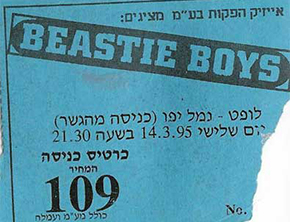 אייזיק הפקות בע"מ מציגים:
BEASTIE BOYS
לופט - נמל יפו (כניסה מהגשר)
יום שלישי 14.3.95 בשעה 21.30
כרטיס כניסה
המחיר
109
כולל מע"מ ועמלה
No.